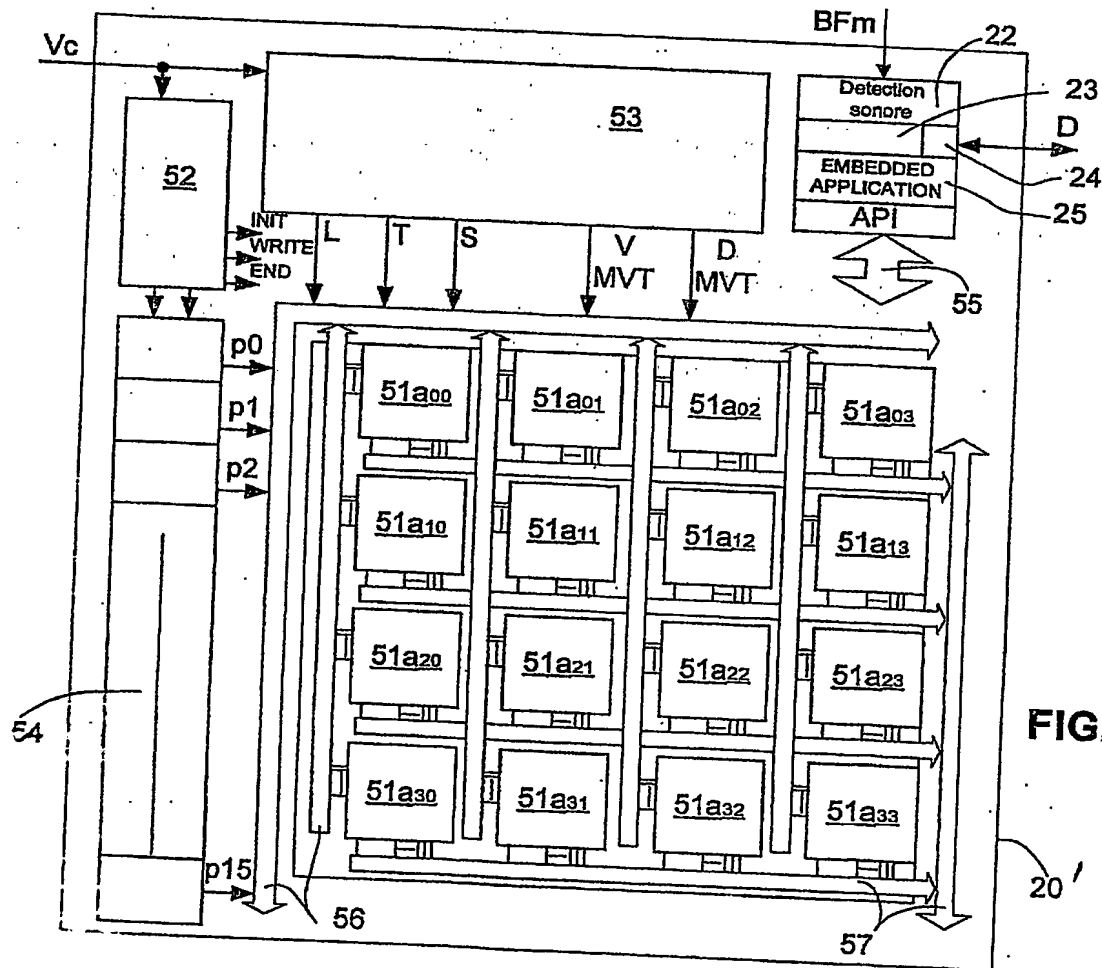 BFm
22
Vc
Detection
sonore
23
53
D
52
24
EMBEDDED
APPLICATION
25
API
INIT
WRITE
END
L
T
S
V
MVT
D
MVT
55
p0
51a00
51a01
51a02
51a03
p1
p2
51a10
51a11
51a12
51a13
51a20
51a21
51a22
51a23
54
FIG.
51a30
51a31
51a32
51a33
p15
20
56
57